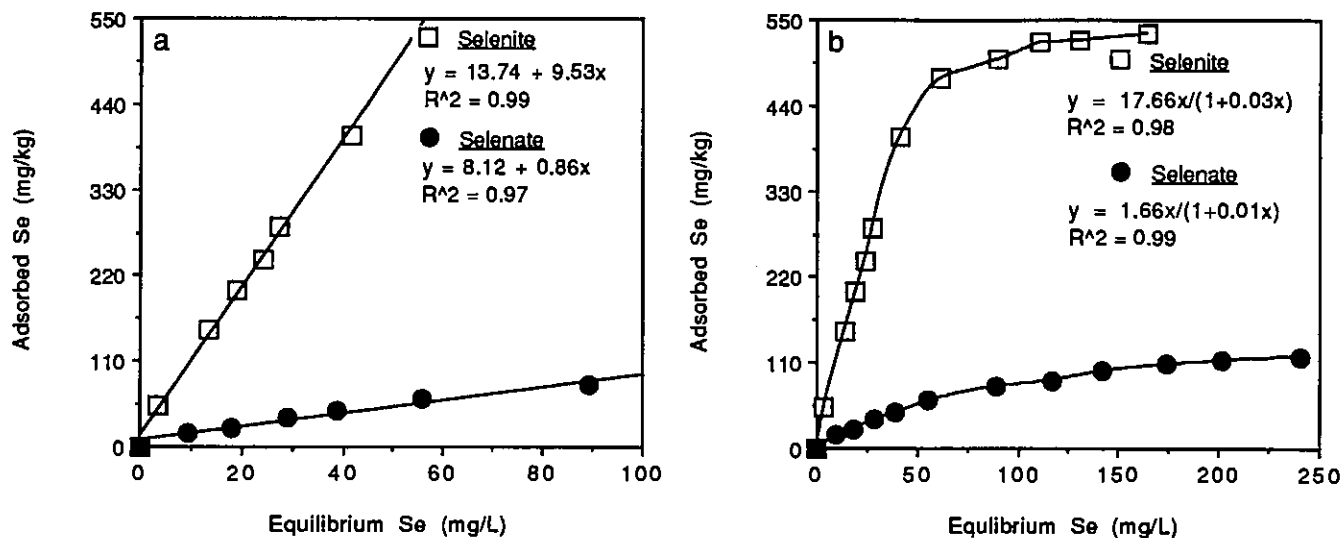 a
Selenite
y = 13.74 + 9.53x
R^2 = 0.99
Selenate
y = 8.12 + 0.86x
R^2 = 0.97
550
440
330
220
110
0
Adsorbed Se (mg/kg)
0 20 40 60 80 100
Equilibrium Se (mg/L)
b
Selenite
y = 17.66x/(1+0.03x)
R^2 = 0.98
Selenate
y = 1.66x/(1+0.01x)
R^2 = 0.99
550
440
330
220
110
0
Adsorbed Se (mg/kg)
0 50 100 150 200 250
Equlibrium Se (mg/L)